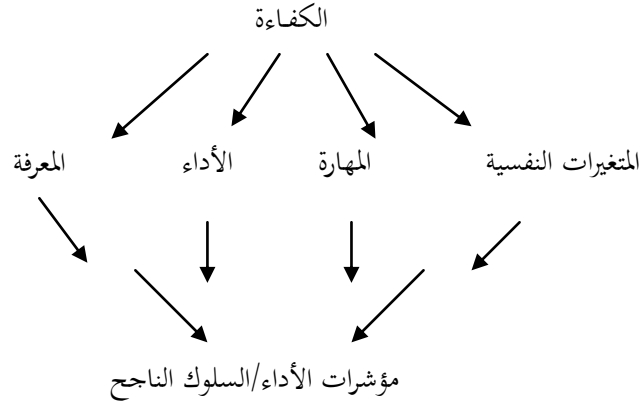 الكفاءة
المتغيرات النفسية
المهارة
الأداء
المعرفة
مؤشرات الأداء/السلوك الناجح